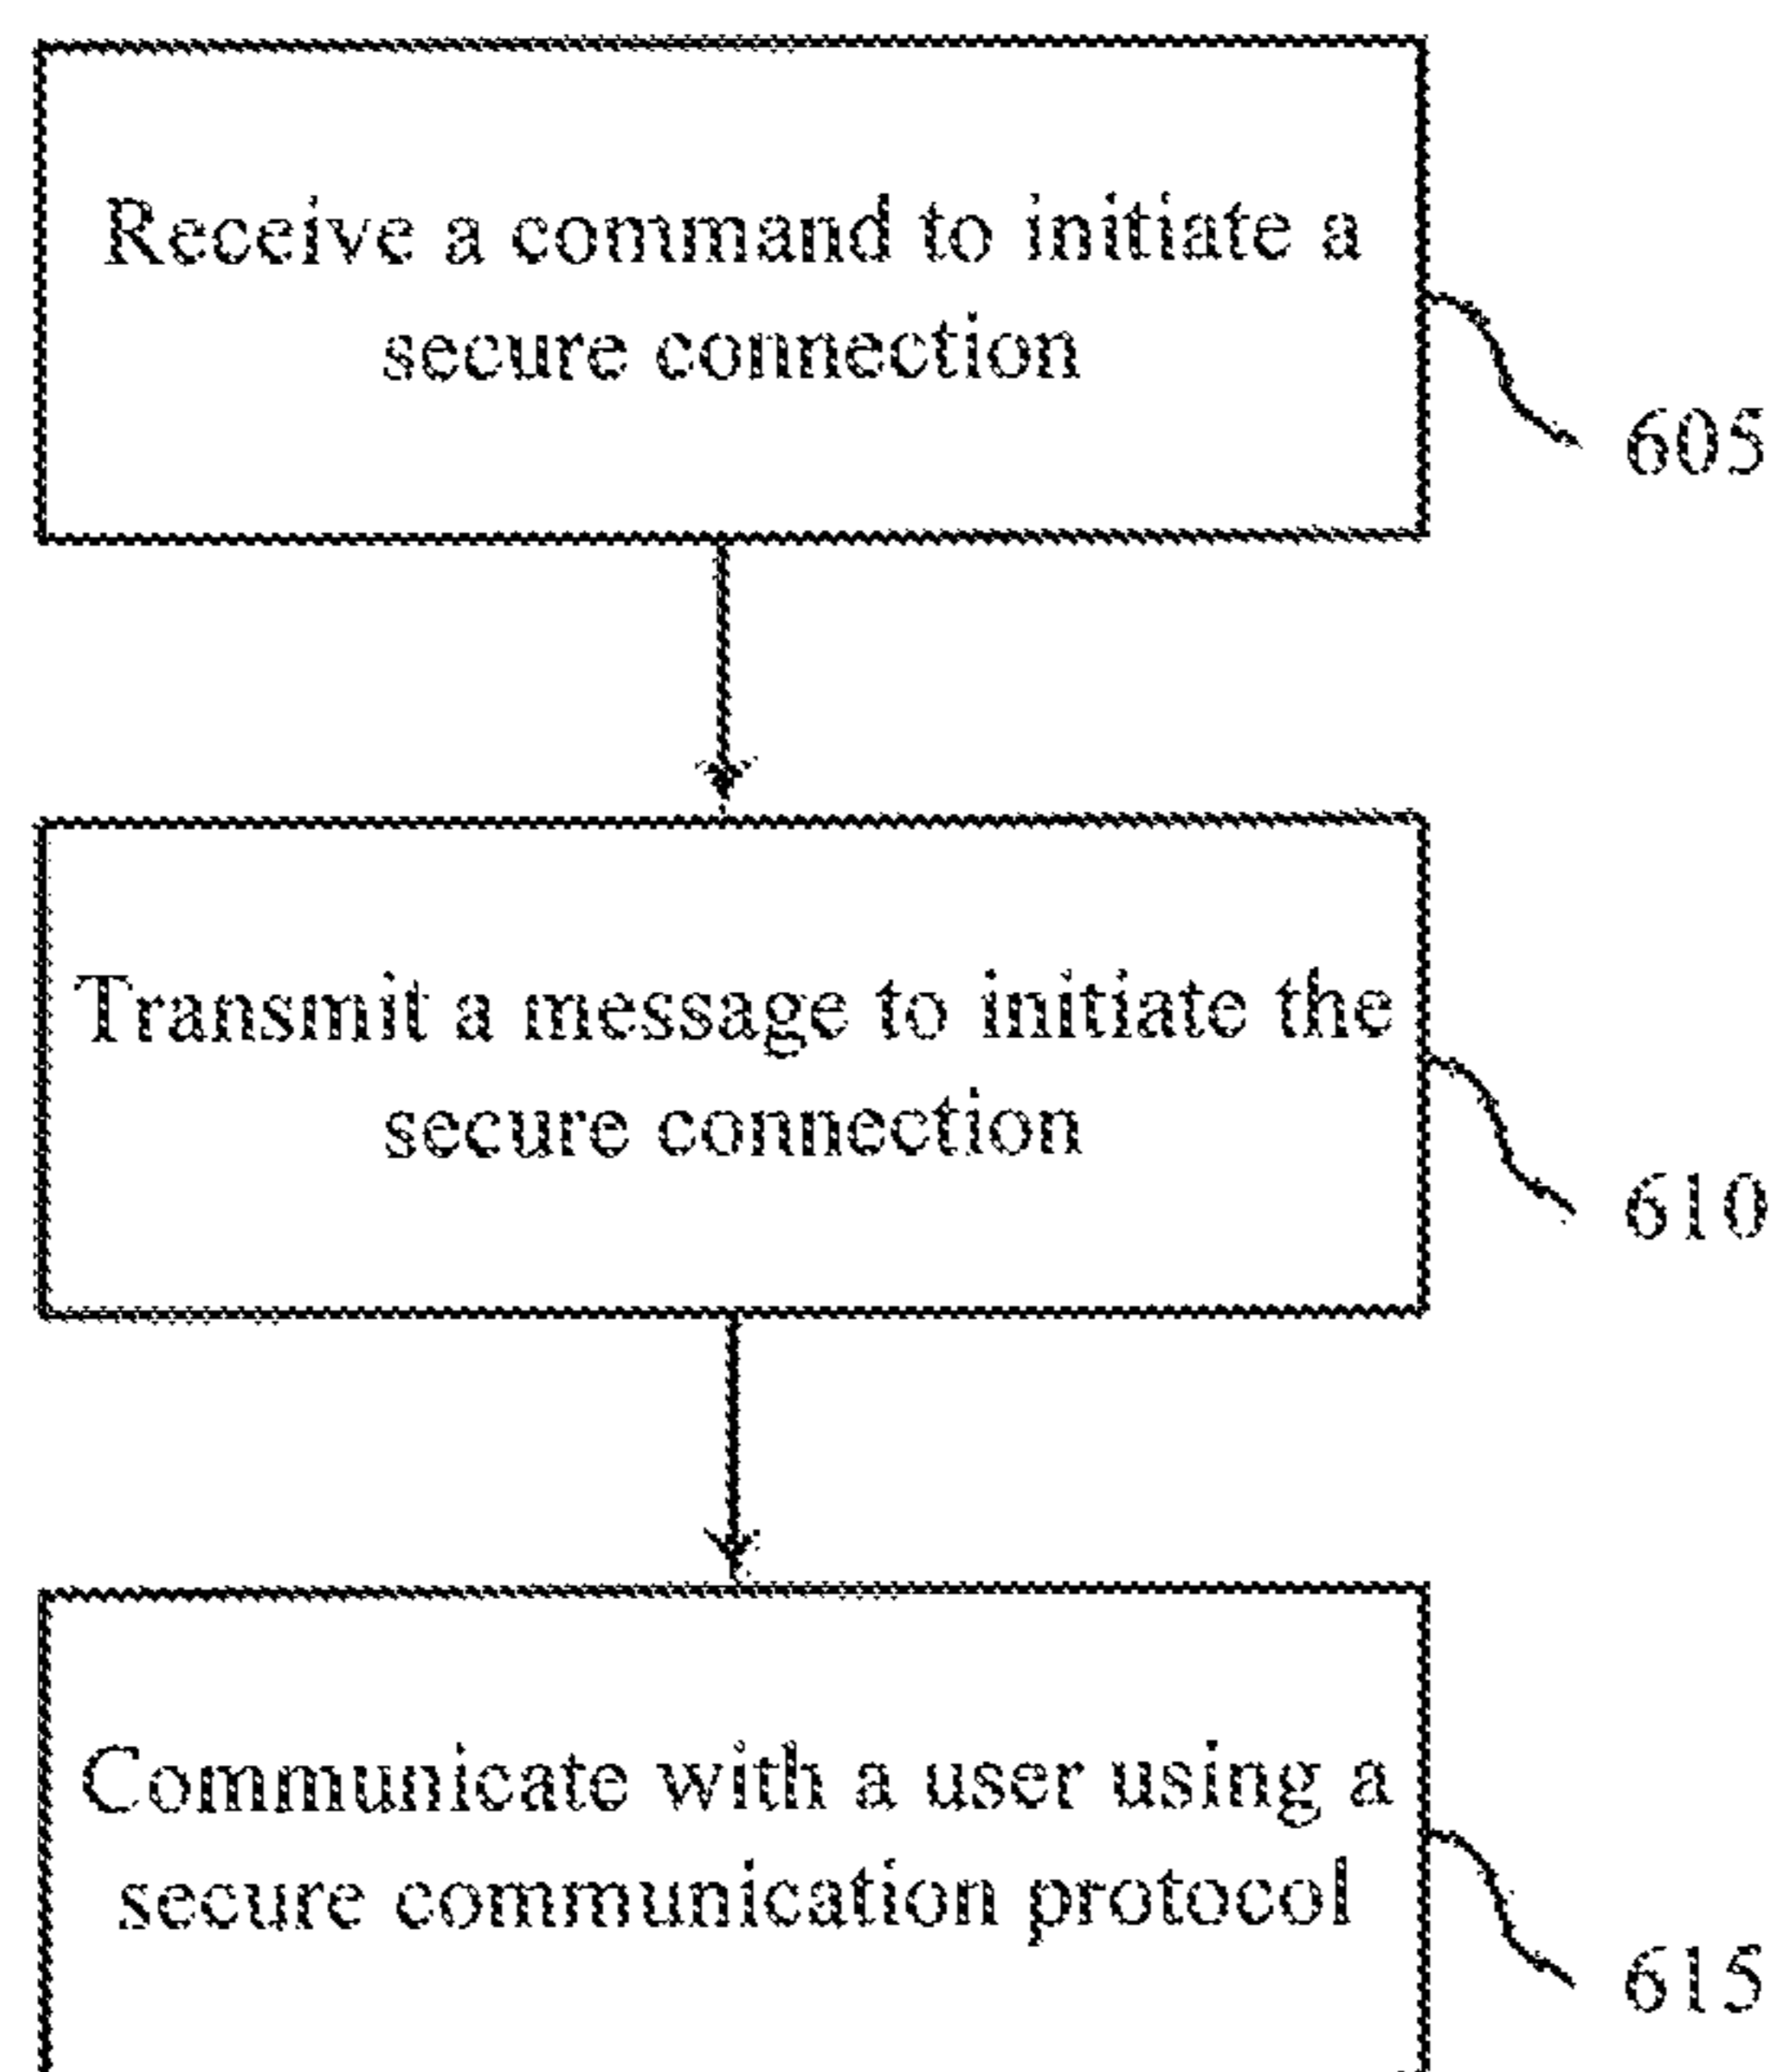 Receive a command to initiate a
secure connection
605
Transmit a message to initiate the
secure connection
610
Communicate with a user using a
secure communication protocol
615